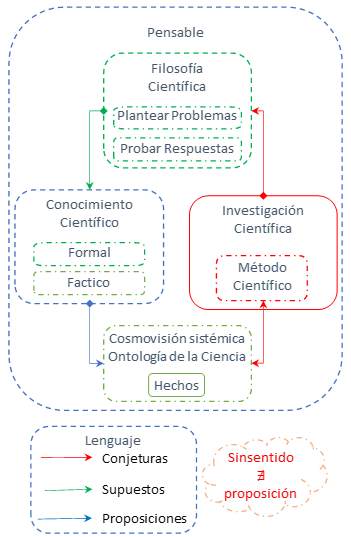 Pensable
Filosofía
Científica
Plantear Problemas
Probar Respuestas
Conocimiento
Científico
Formal
Factico
Investigación
Científica
Método
Científico
Cosmovisión sistémica
Ontología de la Ciencia
Hechos
Lenguaje
Conjeturas
Supuestos
Proposiciones
Sinsentido
∄
proposición